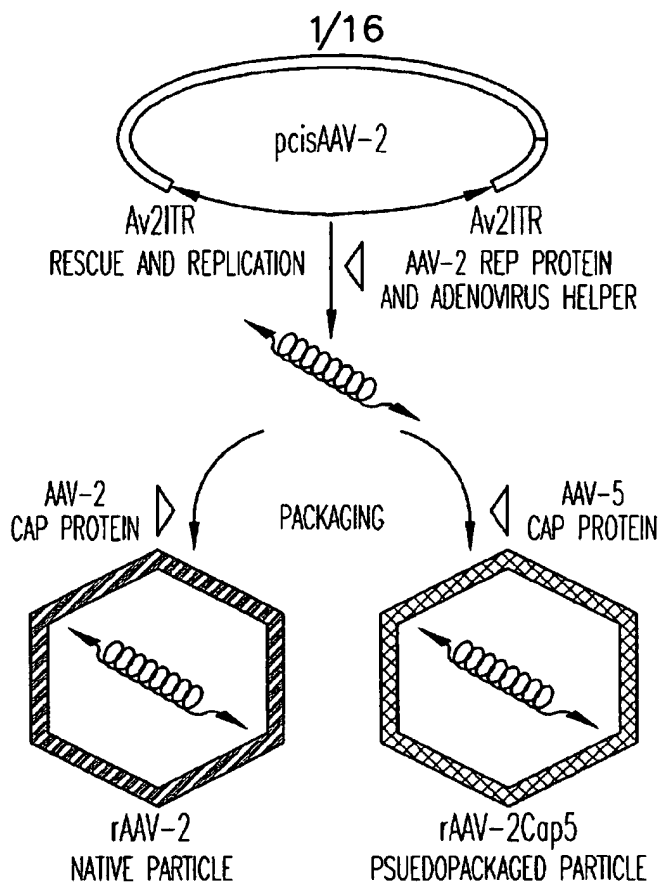 1/16
pcisAAV-2
Av2ITR
Av2ITR
RESCUE AND REPLICATION
AAV-2 REP PROTEIN
AND ADENOVIRUS HELPER
AAV-2
CAP PROTEIN
PACKAGING
AAV-5
CAP PROTEIN
rAAV-2
NATIVE PARTICLE
rAAV-2Cap5
PSUEDOPACKAGED PARTICLE